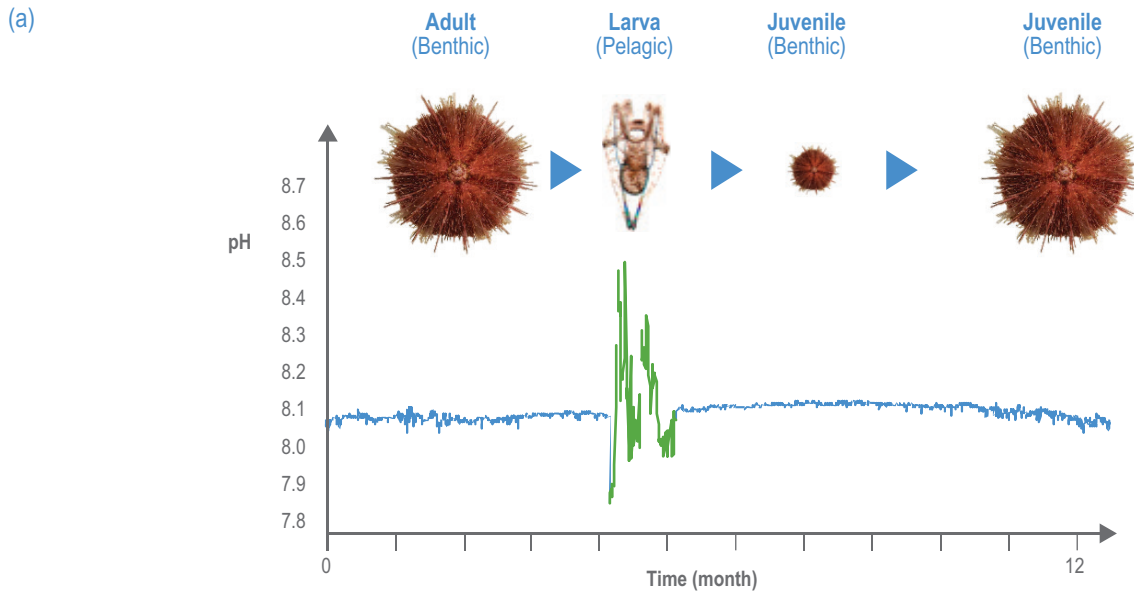 (a)
Adult
(Benthic)
Larva
(Pelagic)
Juvenile
(Benthic)
Juvenile
(Benthic)
pH
8.7
8.6
8.5
8.4
8.3
8.2
8.1
8.0
7.9
7.8
0
12
Time (month)